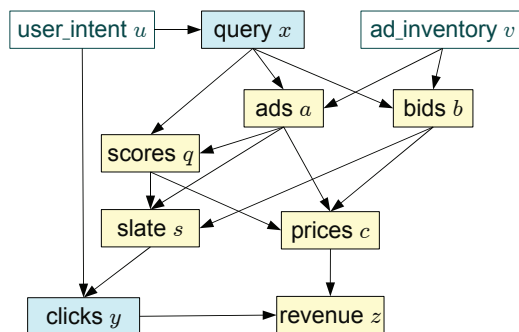 user_intent u
query x
ad_inventory v
ads a
bids b
scores q
slate s
prices c
clicks y
revenue z